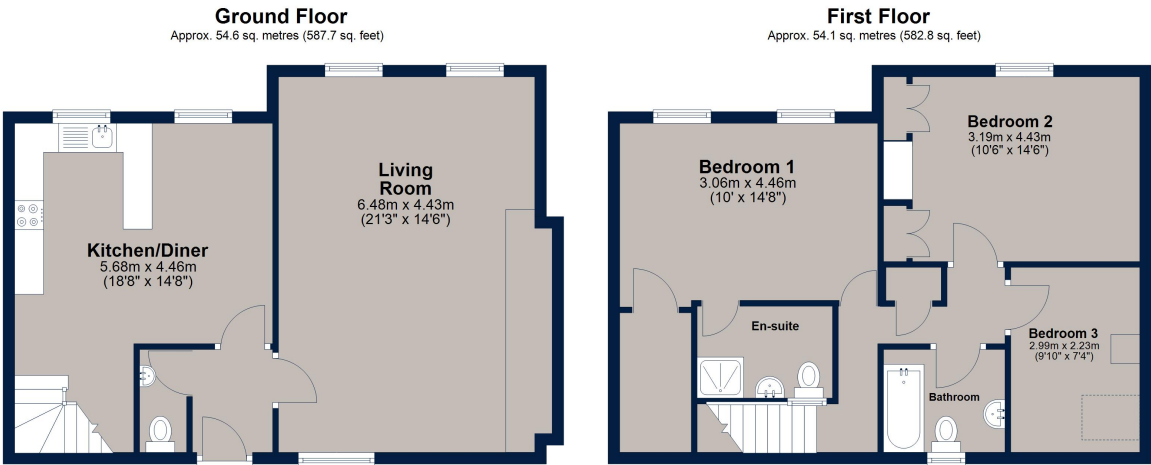 Ground Floor
Approx. 54.6 sq. metres (587.7 sq. feet)
Living
Room
6.48m x 4.43m
(21'3" x 14'6")
Kitchen/Diner
5.68m x 4.46m
(18'8" x 14'8")
First Floor
Approx. 54.1 sq. metres (582.8 sq. feet)
Bedroom 2
3.19m x 4.43m
(10'6" x 14'6")
Bedroom 1
3.06m x 4.46m
(10' x 14'8")
En-suite
Bedroom 3
2.99m x 2.23m
(9'10" x 7'4")
Bathroom